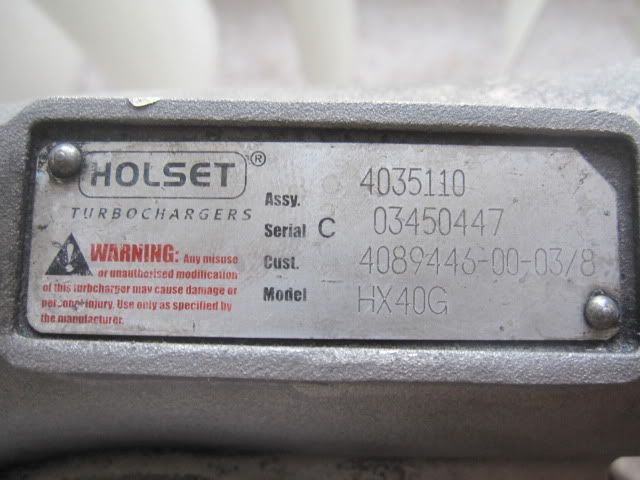 HOLSET®
TURBOCHARGERS
WARNING: Any misuse
or unauthorised modification
of this turbcharger may cause damage or
personal injury. Use only as specified by
the manufacturer.
Assy. 4035110
Serial C 03450447
Cust. 4089446-00-03/8
Model HX40G